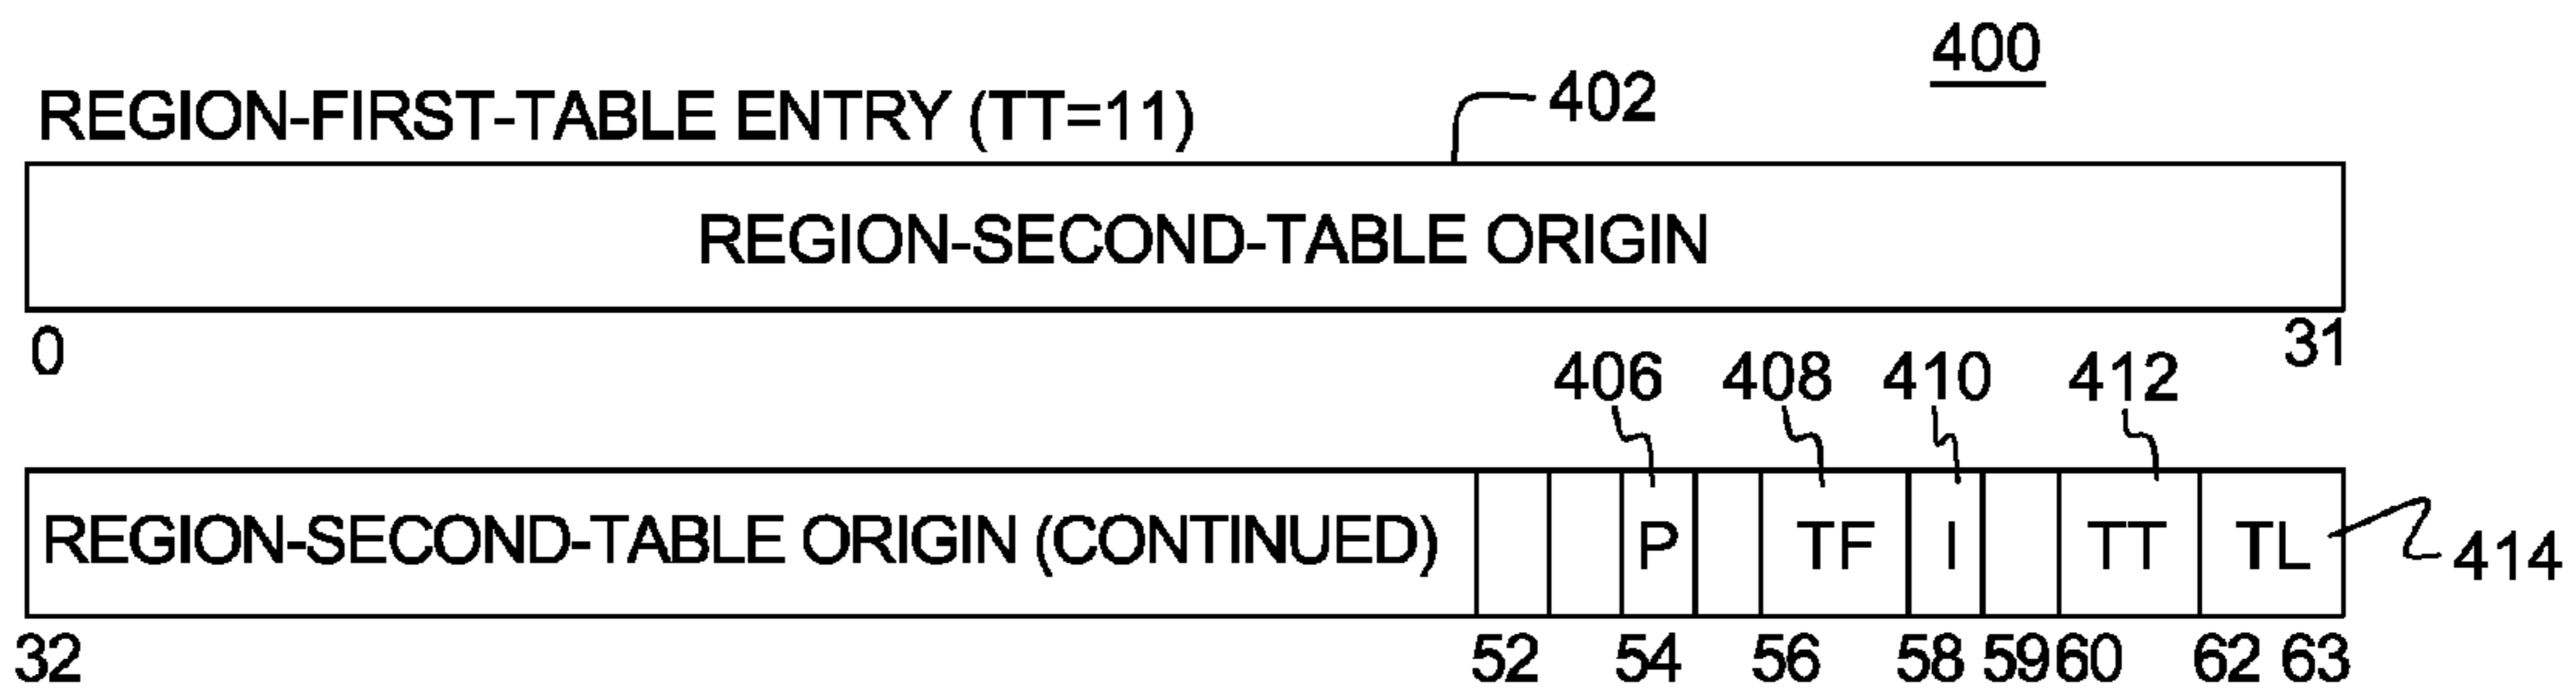 400
REGION-FIRST-TABLE ENTRY (TT=11) 402
REGION-SECOND-TABLE ORIGIN
0 31
406 408 410 412
REGION-SECOND-TABLE ORIGIN (CONTINUED) P TF I TT TL 414
32 52 54 56 58 59 60 62 63